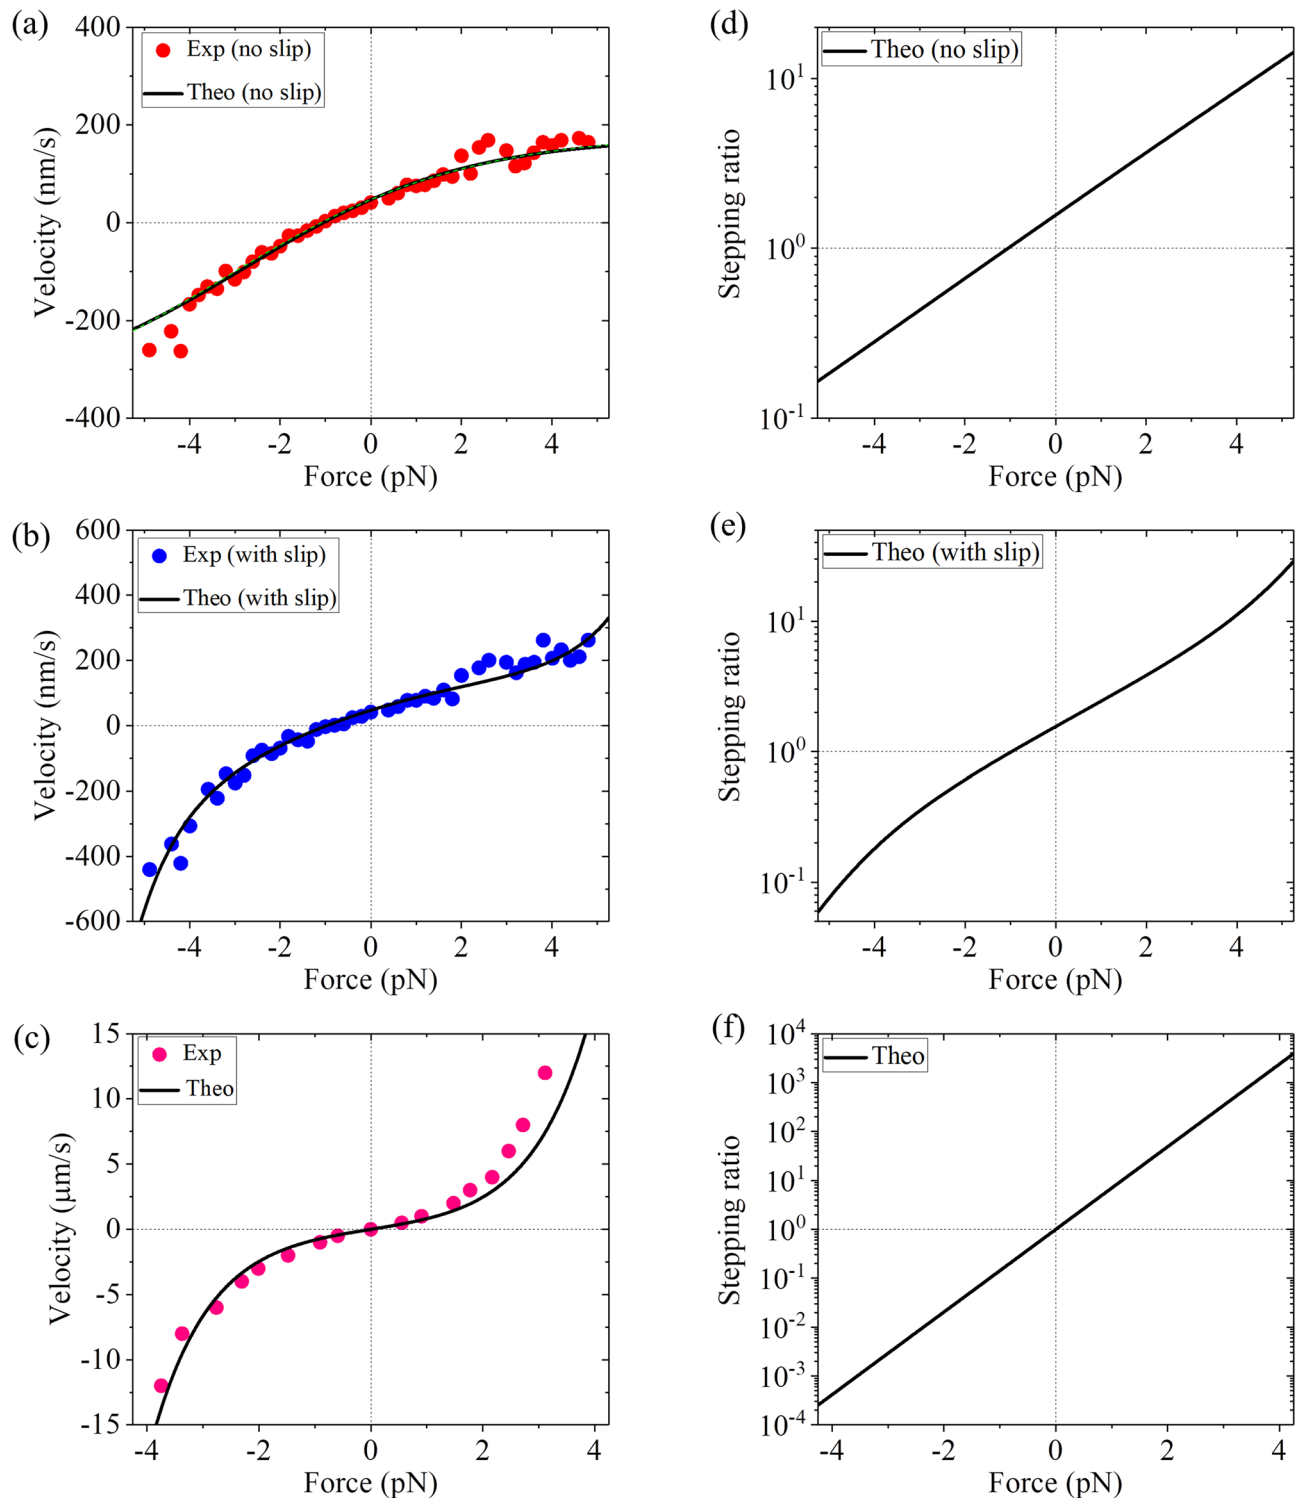 (a)
400
200
0
-200
-400
Velocity (nm/s)
Exp (no slip)
Theo (no slip)
-4 -2 0 2 4
Force (pN)
(d)
10^1
10^0
10^-1
Stepping ratio
Theo (no slip)
-4 -2 0 2 4
Force (pN)
(b)
600
400
200
0
-200
-400
-600
Velocity (nm/s)
Exp (with slip)
Theo (with slip)
-4 -2 0 2 4
Force (pN)
(e)
10^1
10^0
10^-1
Stepping ratio
Theo (with slip)
-4 -2 0 2 4
Force (pN)
(c)
15
10
5
0
-5
-10
-15
Velocity (μm/s)
Exp
Theo
-4 -2 0 2 4
Force (pN)
(f)
10^4
10^3
10^2
10^1
10^0
10^-1
10^-2
10^-3
10^-4
Stepping ratio
Theo
-4 -2 0 2 4
Force (pN)